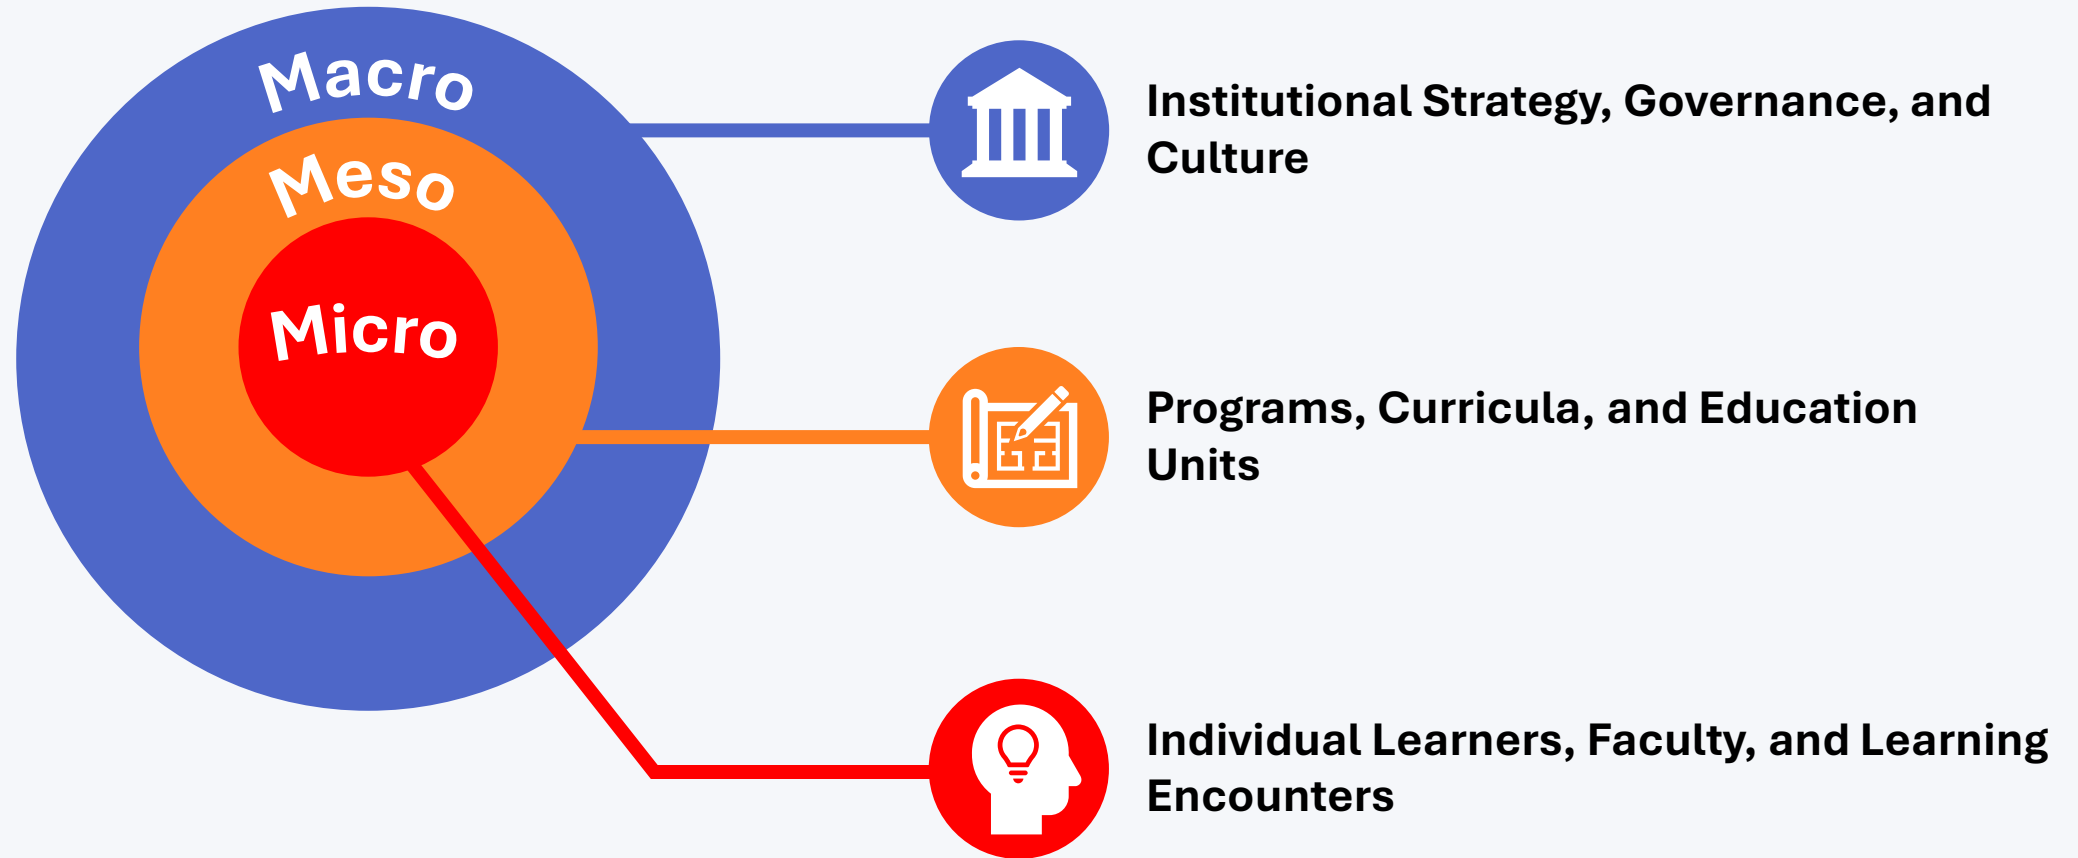 Macro
Meso
Micro
Institutional Strategy, Governance, and
Culture
Programs, Curricula, and Education
Units
Individual Learners, Faculty, and Learning
Encounters